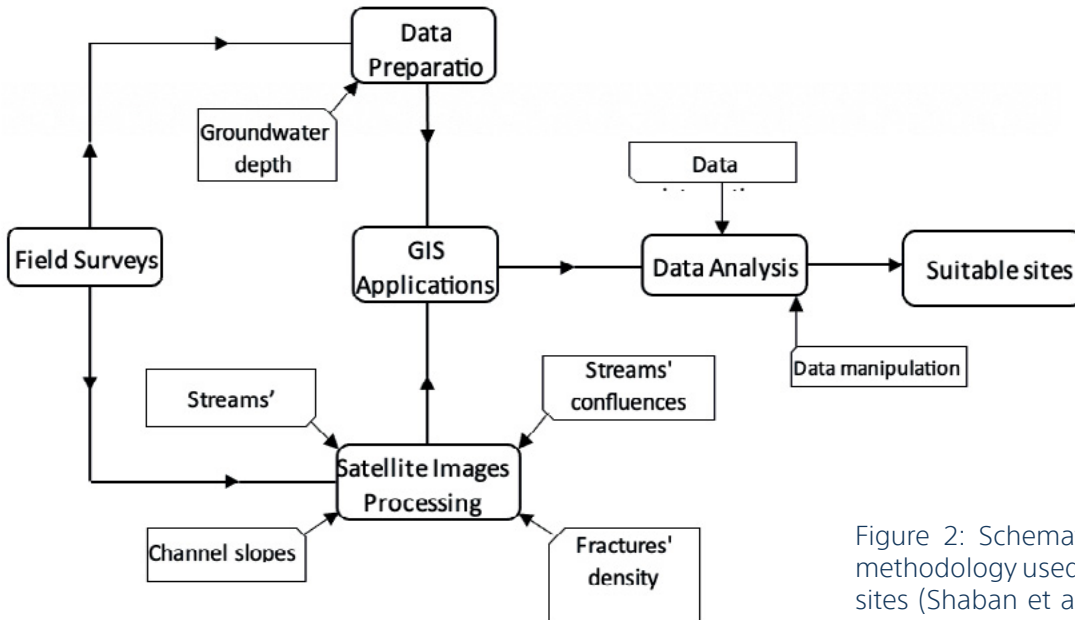 Data
Preparatio
Groundwater
depth
Data
Field Surveys
GIS
Applications
Data Analysis
Suitable sites
Data manipulation
Streams’
Streams'
confluences
Satellite Images
Processing
Channel slopes
Fractures'
density
Figure 2: Schema
methodology used
sites (Shaban et a